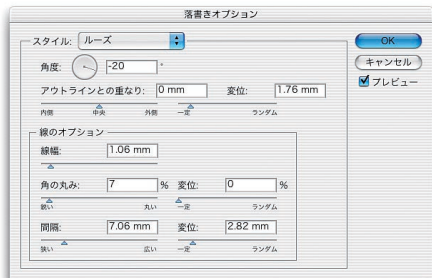 落書きオプション
スタイル: ルーズ
OK
キャンセル
プレビュー
角度: -20 °
アウトラインとの重なり: 0 mm 変位: 1.76 mm
内側 中央 外側 一定 ランダム
線のオプション
線幅: 1.06 mm
角の丸み: 7 % 変位: 0 %
鋭い 丸い 一定 ランダム
間隔: 7.06 mm 変位: 2.82 mm
狭い 広い 一定 ランダム